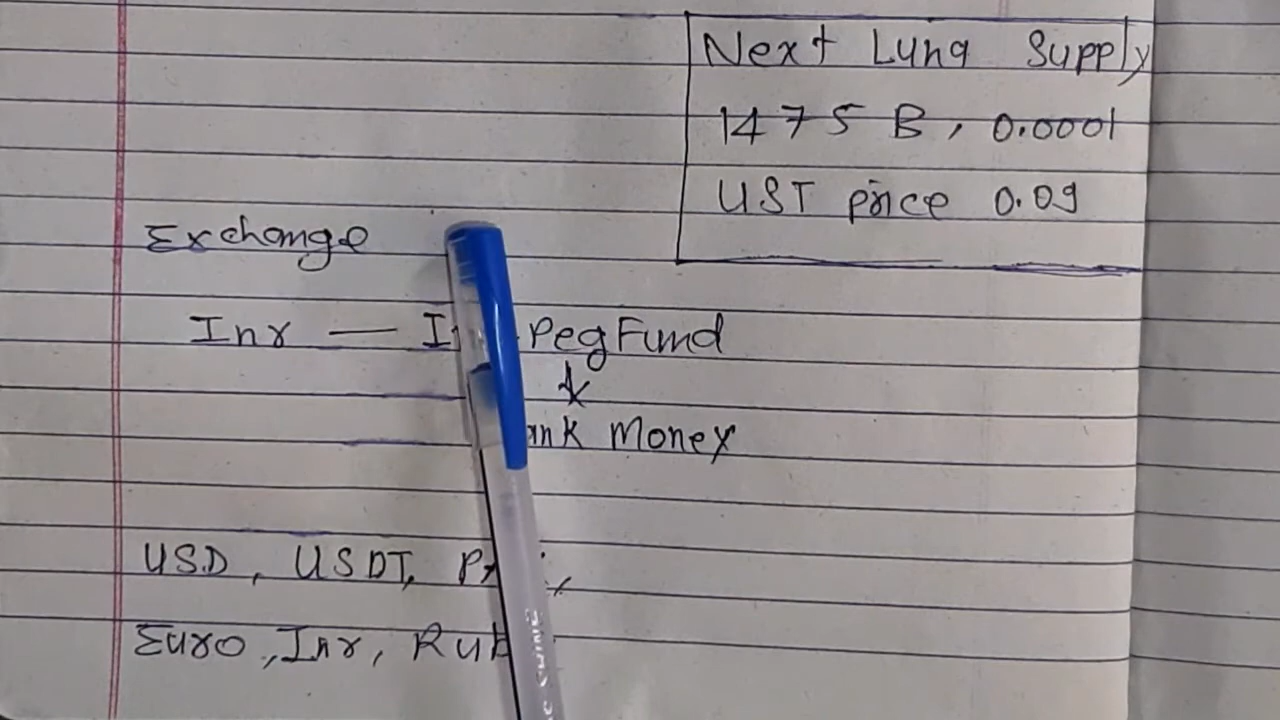 Next Luna Supply
1475 B, 0.0001
UST price 0.09
Exchange
Inr — PegFund
&
Money
USD, USDT,
Euro, Inr,